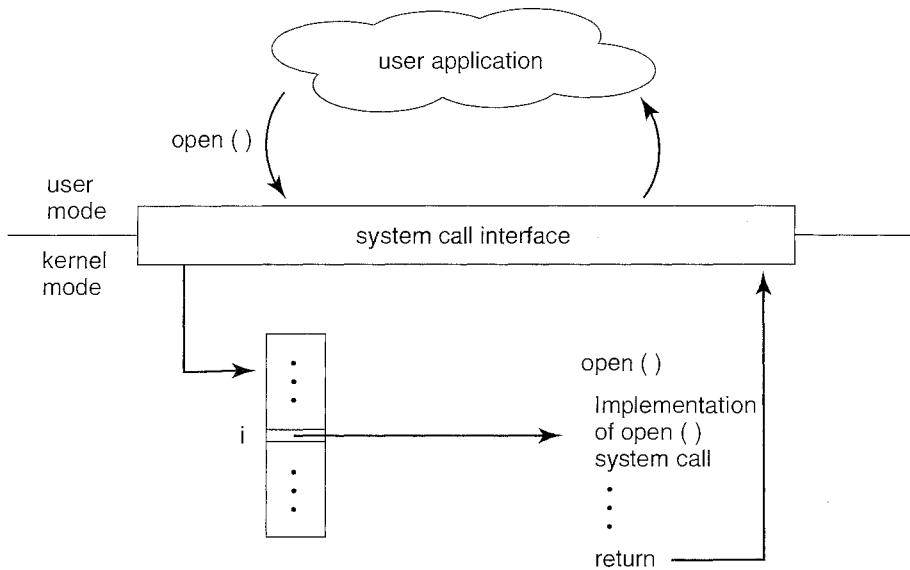 user application
open ( )
user
mode
system call interface
kernel
mode
open ( )
i
Implementation
of open ( )
system call
return